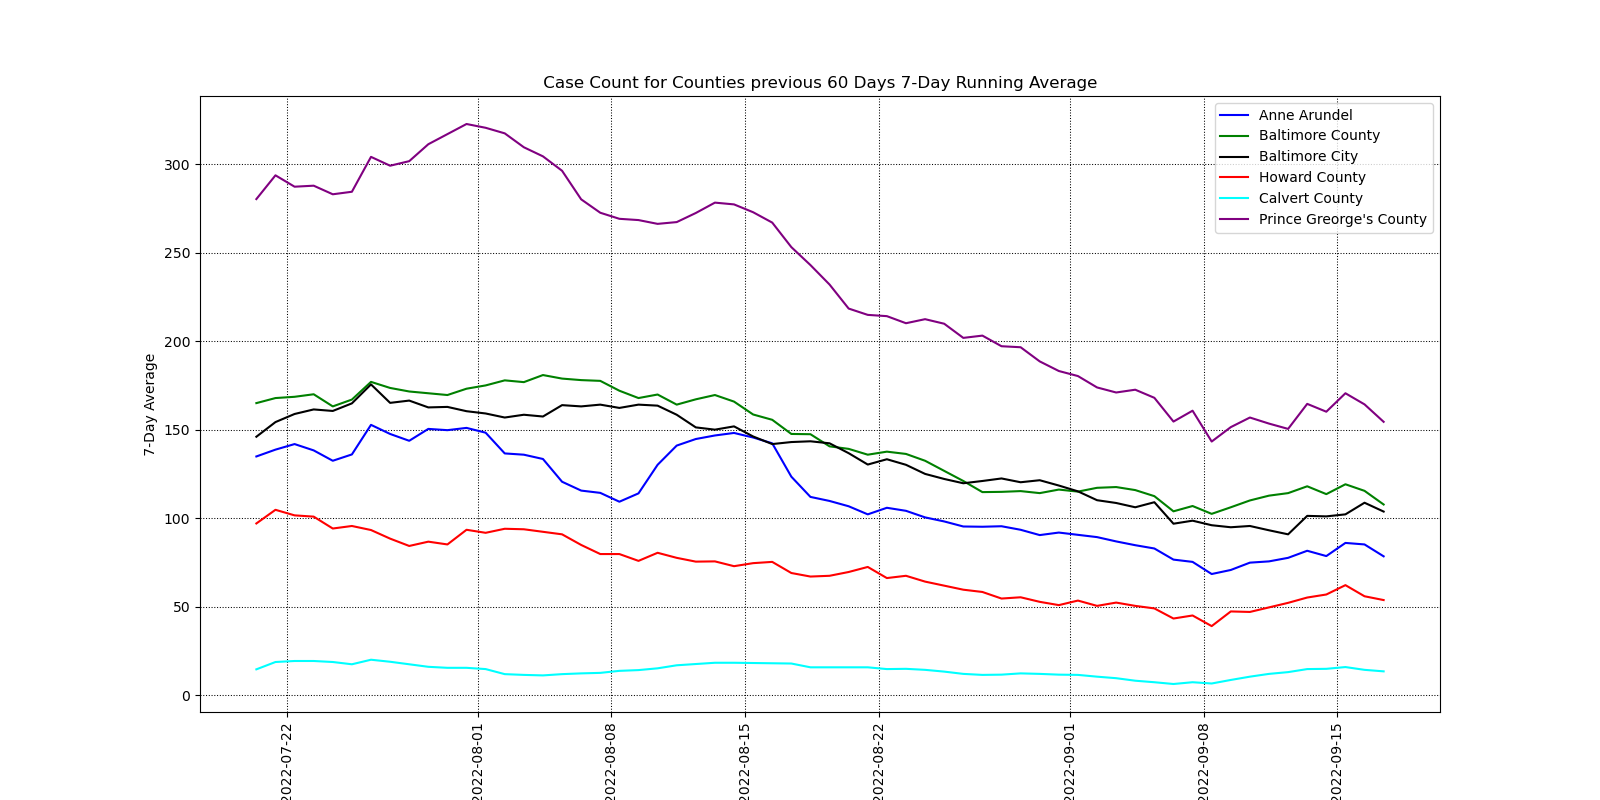 Case Count for Counties previous 60 Days 7-Day Running Average
Anne Arundel
Baltimore County
Baltimore City
Howard County
Calvert County
Prince Greorge's County
7-Day Average
300
250
200
150
100
50
0
2022-07-22
2022-08-01
2022-08-08
2022-08-15
2022-08-22
2022-09-01
2022-09-08
2022-09-15